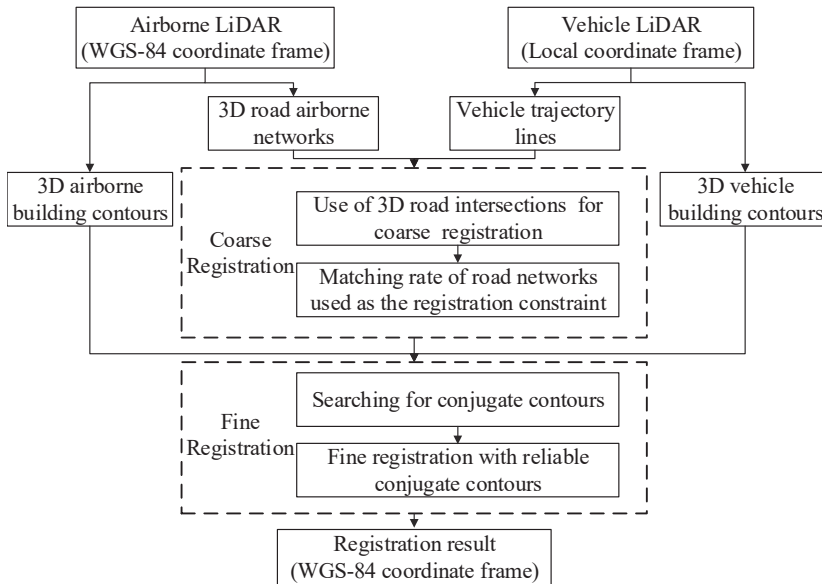 Airborne LiDAR
(WGS-84 coordinate frame)
Vehicle LiDAR
(Local coordinate frame)
3D road airborne
networks
Vehicle trajectory
lines
3D airborne
building contours
3D vehicle
building contours
Coarse
Registration
Use of 3D road intersections for
coarse registration
Matching rate of road networks
used as the registration constraint
Fine
Registration
Searching for conjugate contours
Fine registration with reliable
conjugate contours
Registration result
(WGS-84 coordinate frame)